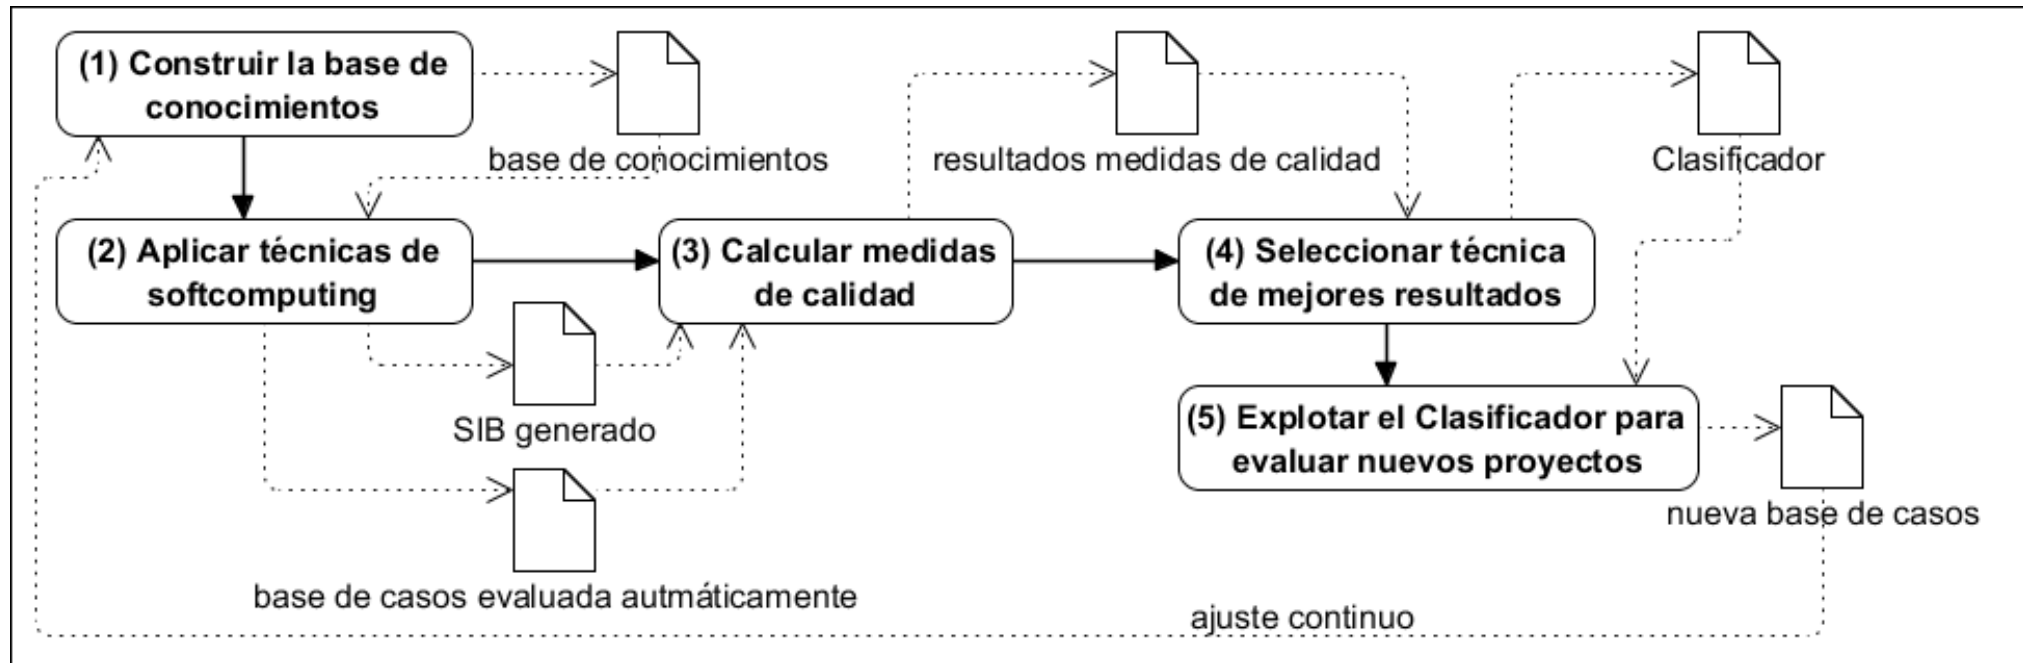 (1) Construir la base de
conocimientos
base de conocimientos
resultados medidas de calidad
Clasificador
(2) Aplicar técnicas de
softcomputing
(3) Calcular medidas
de calidad
(4) Seleccionar técnica
de mejores resultados
SIB generado
(5) Explotar el Clasificador para
evaluar nuevos proyectos
nueva base de casos
base de casos evaluada autmáticamente
ajuste continuo